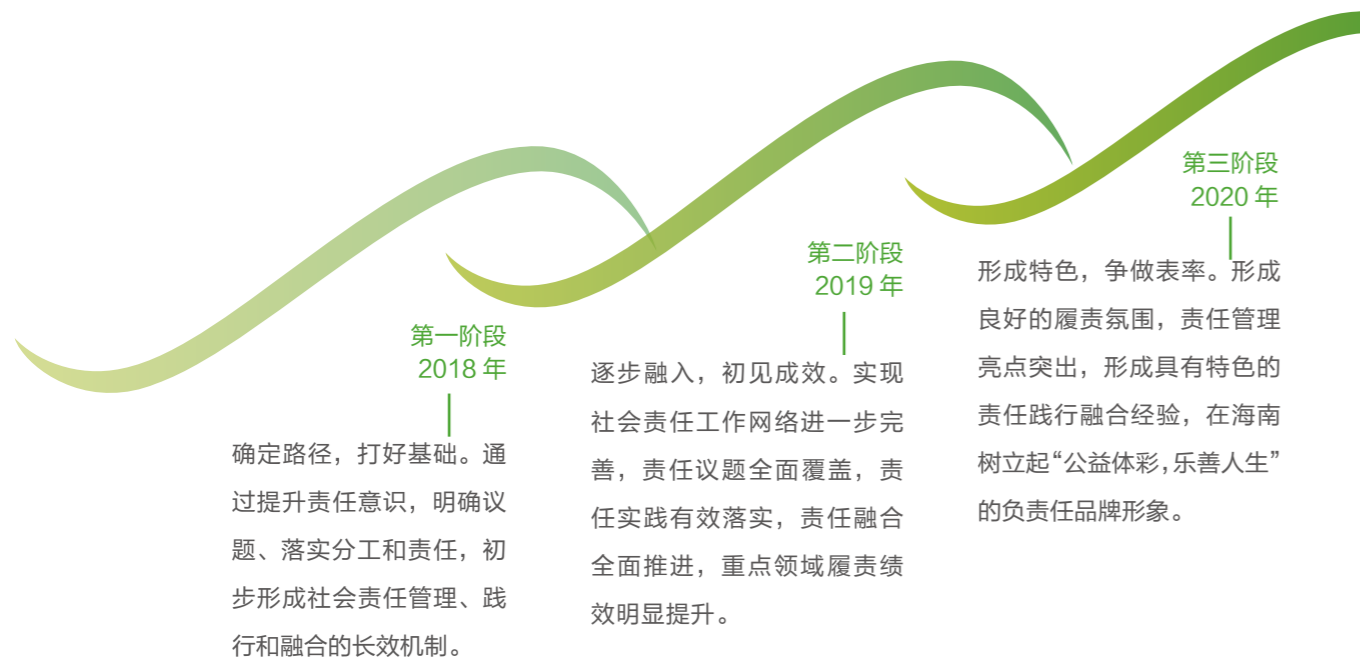 第一阶段
2018 年
确定路径，打好基础。通
过提升责任意识，明确议
题、落实分工和责任，初
步形成社会责任管理、践
行和融合的长效机制。
第二阶段
2019 年
逐步融入，初见成效。实现
社会责任工作网络进一步完
善，责任议题全面覆盖，责
任实践有效落实，责任融合
全面推进，重点领域履责绩
效明显提升。
第三阶段
2020 年
形成特色，争做表率。形成
良好的履责氛围，责任管理
亮点突出，形成具有特色的
责任践行融合经验，在海南
树立起“公益体彩，乐善人生”
的负责任品牌形象。